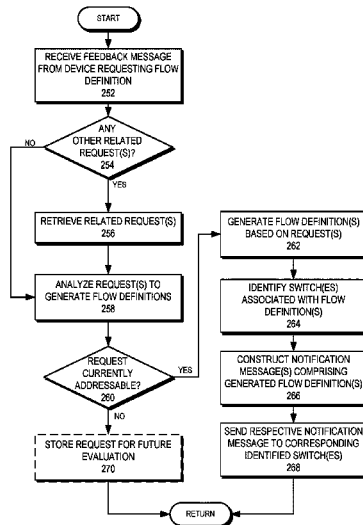 START
RECEIVE FEEDBACK MESSAGE
FROM DEVICE REQUESTING FLOW
DEFINITION
252
ANY
OTHER RELATED
REQUEST(S)?
254
NO
YES
RETRIEVE RELATED REQUEST(S)
256
ANALYZE REQUEST(S) TO
GENERATE FLOW DEFINITIONS
258
REQUEST
CURRENTLY
ADDRESSABLE?
260
YES
NO
STORE REQUEST FOR FUTURE
EVALUATION
270
GENERATE FLOW DEFINITION(S)
BASED ON REQUEST(S)
262
IDENTIFY SWITCH(ES)
ASSOCIATED WITH FLOW
DEFINITION(S)
264
CONSTRUCT NOTIFICATION
MESSAGE(S) COMPRISING
GENERATED FLOW DEFINITION(S)
266
SEND RESPECTIVE NOTIFICATION
MESSAGE TO CORRESPONDING
IDENTIFIED SWITCH(ES)
268
RETURN